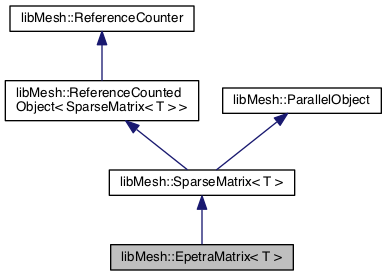 libMesh::ReferenceCounter
libMesh::ReferenceCounted
Object< SparseMatrix< T > >
libMesh::ParallelObject
libMesh::SparseMatrix< T >
libMesh::EpetraMatrix< T >